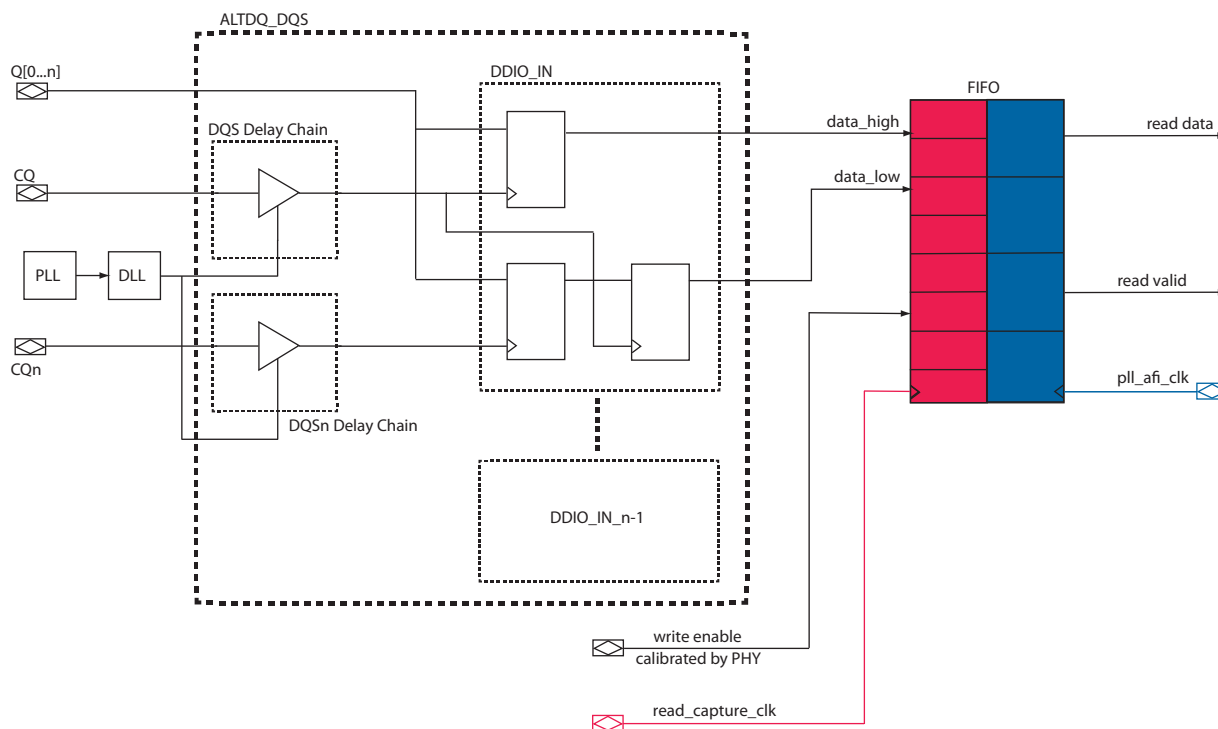 ALTDQ_DQS
Q[0...n]
DDIO_IN
FIFO
DQS Delay Chain
data_high
read data
CQ
data_low
PLL
DLL
read valid
CQn
pll_afi_clk
DQSn Delay Chain
DDIO_IN_n-1
write enable
calibrated by PHY
read_capture_clk